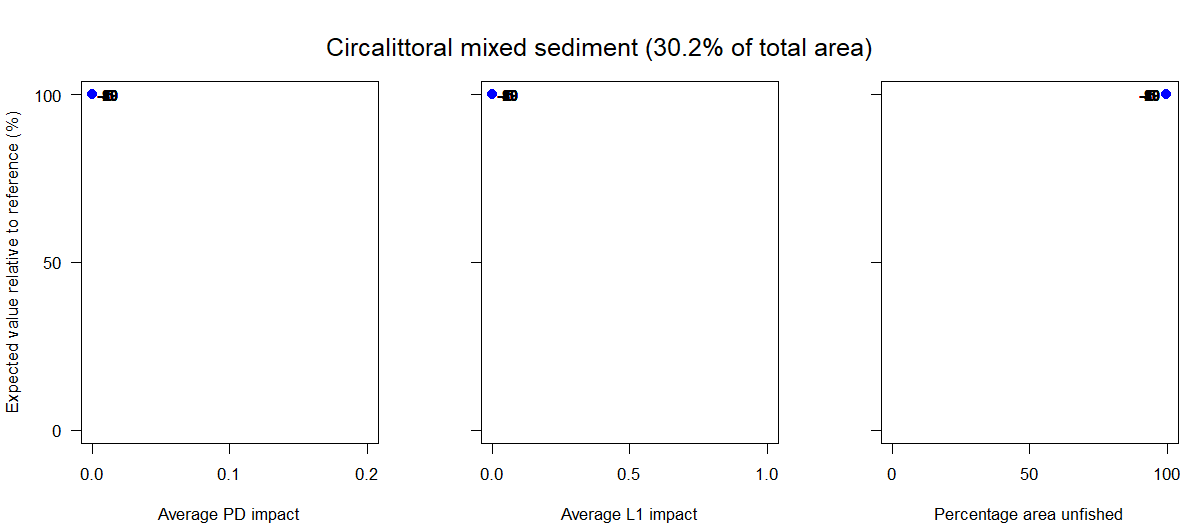 Circalittoral mixed sediment (30.2% of total area)
Expected value relative to reference (%)
100
50
0
0.0 0.1 0.2
0.0 0.5 1.0
0 50 100
Average PD impact
Average L1 impact
Percentage area unfished